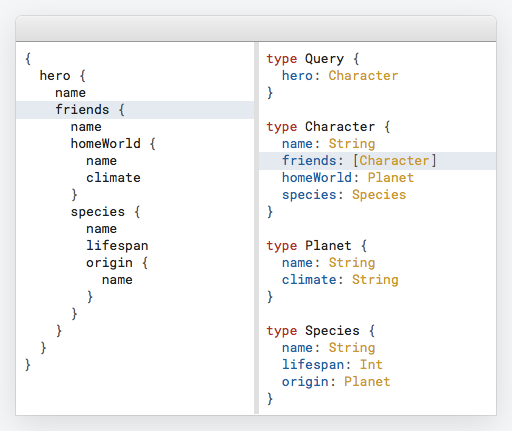 {
  hero {
    name
    friends {
      name
      homeWorld {
        name
        climate
      }
      species {
        name
        lifespan
        origin {
          name
        }
      }
    }
  }
}
type Query {
  hero: Character
}

type Character {
  name: String
  friends: [Character]
  homeWorld: Planet
  species: Species
}

type Planet {
  name: String
  climate: String
}

type Species {
  name: String
  lifespan: Int
  origin: Planet
}